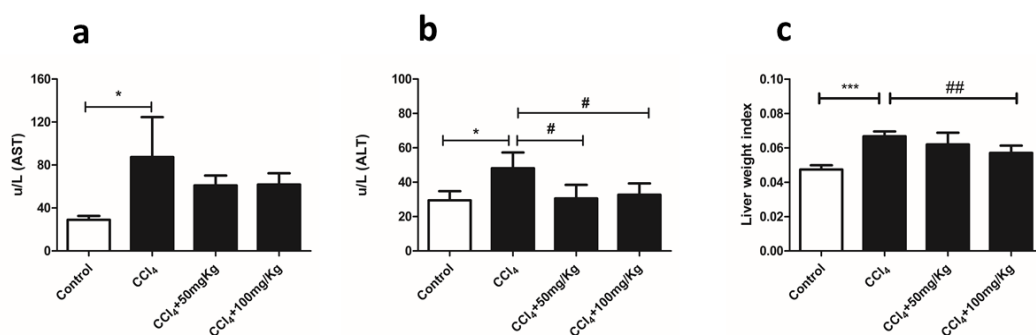 a
160
120
80
40
0
u/L (AST)
*
Control
CCl₄
CCl₄+50mgKg
CCl₄+100mg/Kg
b
100
80
60
40
20
0
u/L (ALT)
*
#
#
Control
CCl₄
CCl₄+50mg/Kg
CCl₄+100mg/Kg
c
0.10
0.08
0.06
0.04
0.02
0.00
Liver weight index
***
##
Control
CCl₄
CCl₄+50mg/Kg
CCl₄+100mg/Kg